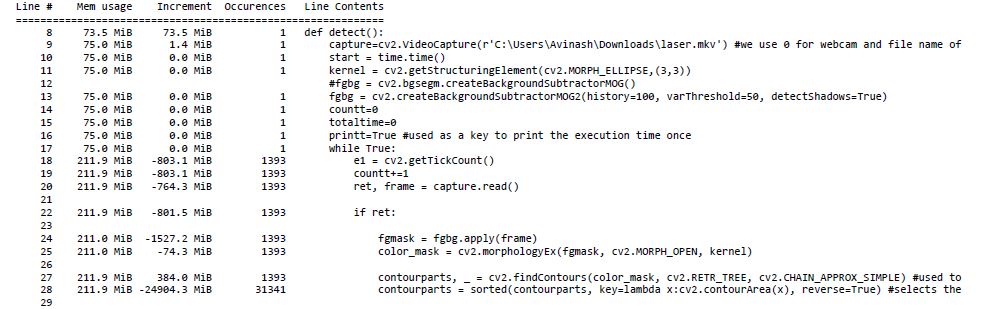 Line #    Mem usage    Increment  Occurences   Line Contents
============================================================
     8     73.5 MiB     73.5 MiB           1   def detect():
     9     75.0 MiB      1.4 MiB           1       capture=cv2.VideoCapture(r'C:\Users\Avinash\Downloads\laser.mkv') #we use 0 for webcam and file name of
    10     75.0 MiB      0.0 MiB           1       start = time.time()
    11     75.0 MiB      0.0 MiB           1       kernel = cv2.getStructuringElement(cv2.MORPH_ELLIPSE,(3,3))
    12                                             #fgbg = cv2.bgsegm.createBackgroundSubtractorMOG()
    13     75.0 MiB      0.0 MiB           1       fgbg = cv2.createBackgroundSubtractorMOG2(history=100, varThreshold=50, detectShadows=True)
    14     75.0 MiB      0.0 MiB           1       countt=0
    15     75.0 MiB      0.0 MiB           1       totaltime=0
    16     75.0 MiB      0.0 MiB           1       printt=True #used as a key to print the execution time once
    17     75.0 MiB      0.0 MiB           1       while True:
    18    211.9 MiB   -803.1 MiB        1393           e1 = cv2.getTickCount()
    19    211.9 MiB   -803.1 MiB        1393           countt+=1
    20    211.9 MiB   -764.3 MiB        1393           ret, frame = capture.read()
    21
    22    211.9 MiB   -801.5 MiB        1393           if ret:
    23
    24    211.0 MiB  -1527.2 MiB        1393               fgmask = fgbg.apply(frame)
    25    211.0 MiB    -74.3 MiB        1393               color_mask = cv2.morphologyEx(fgmask, cv2.MORPH_OPEN, kernel)
    26
    27    211.9 MiB    384.0 MiB        1393               contourparts, _ = cv2.findContours(color_mask, cv2.RETR_TREE, cv2.CHAIN_APPROX_SIMPLE) #used to
    28    211.9 MiB -24904.3 MiB       31341               contourparts = sorted(contourparts, key=lambda x:cv2.contourArea(x), reverse=True) #selects the
    29